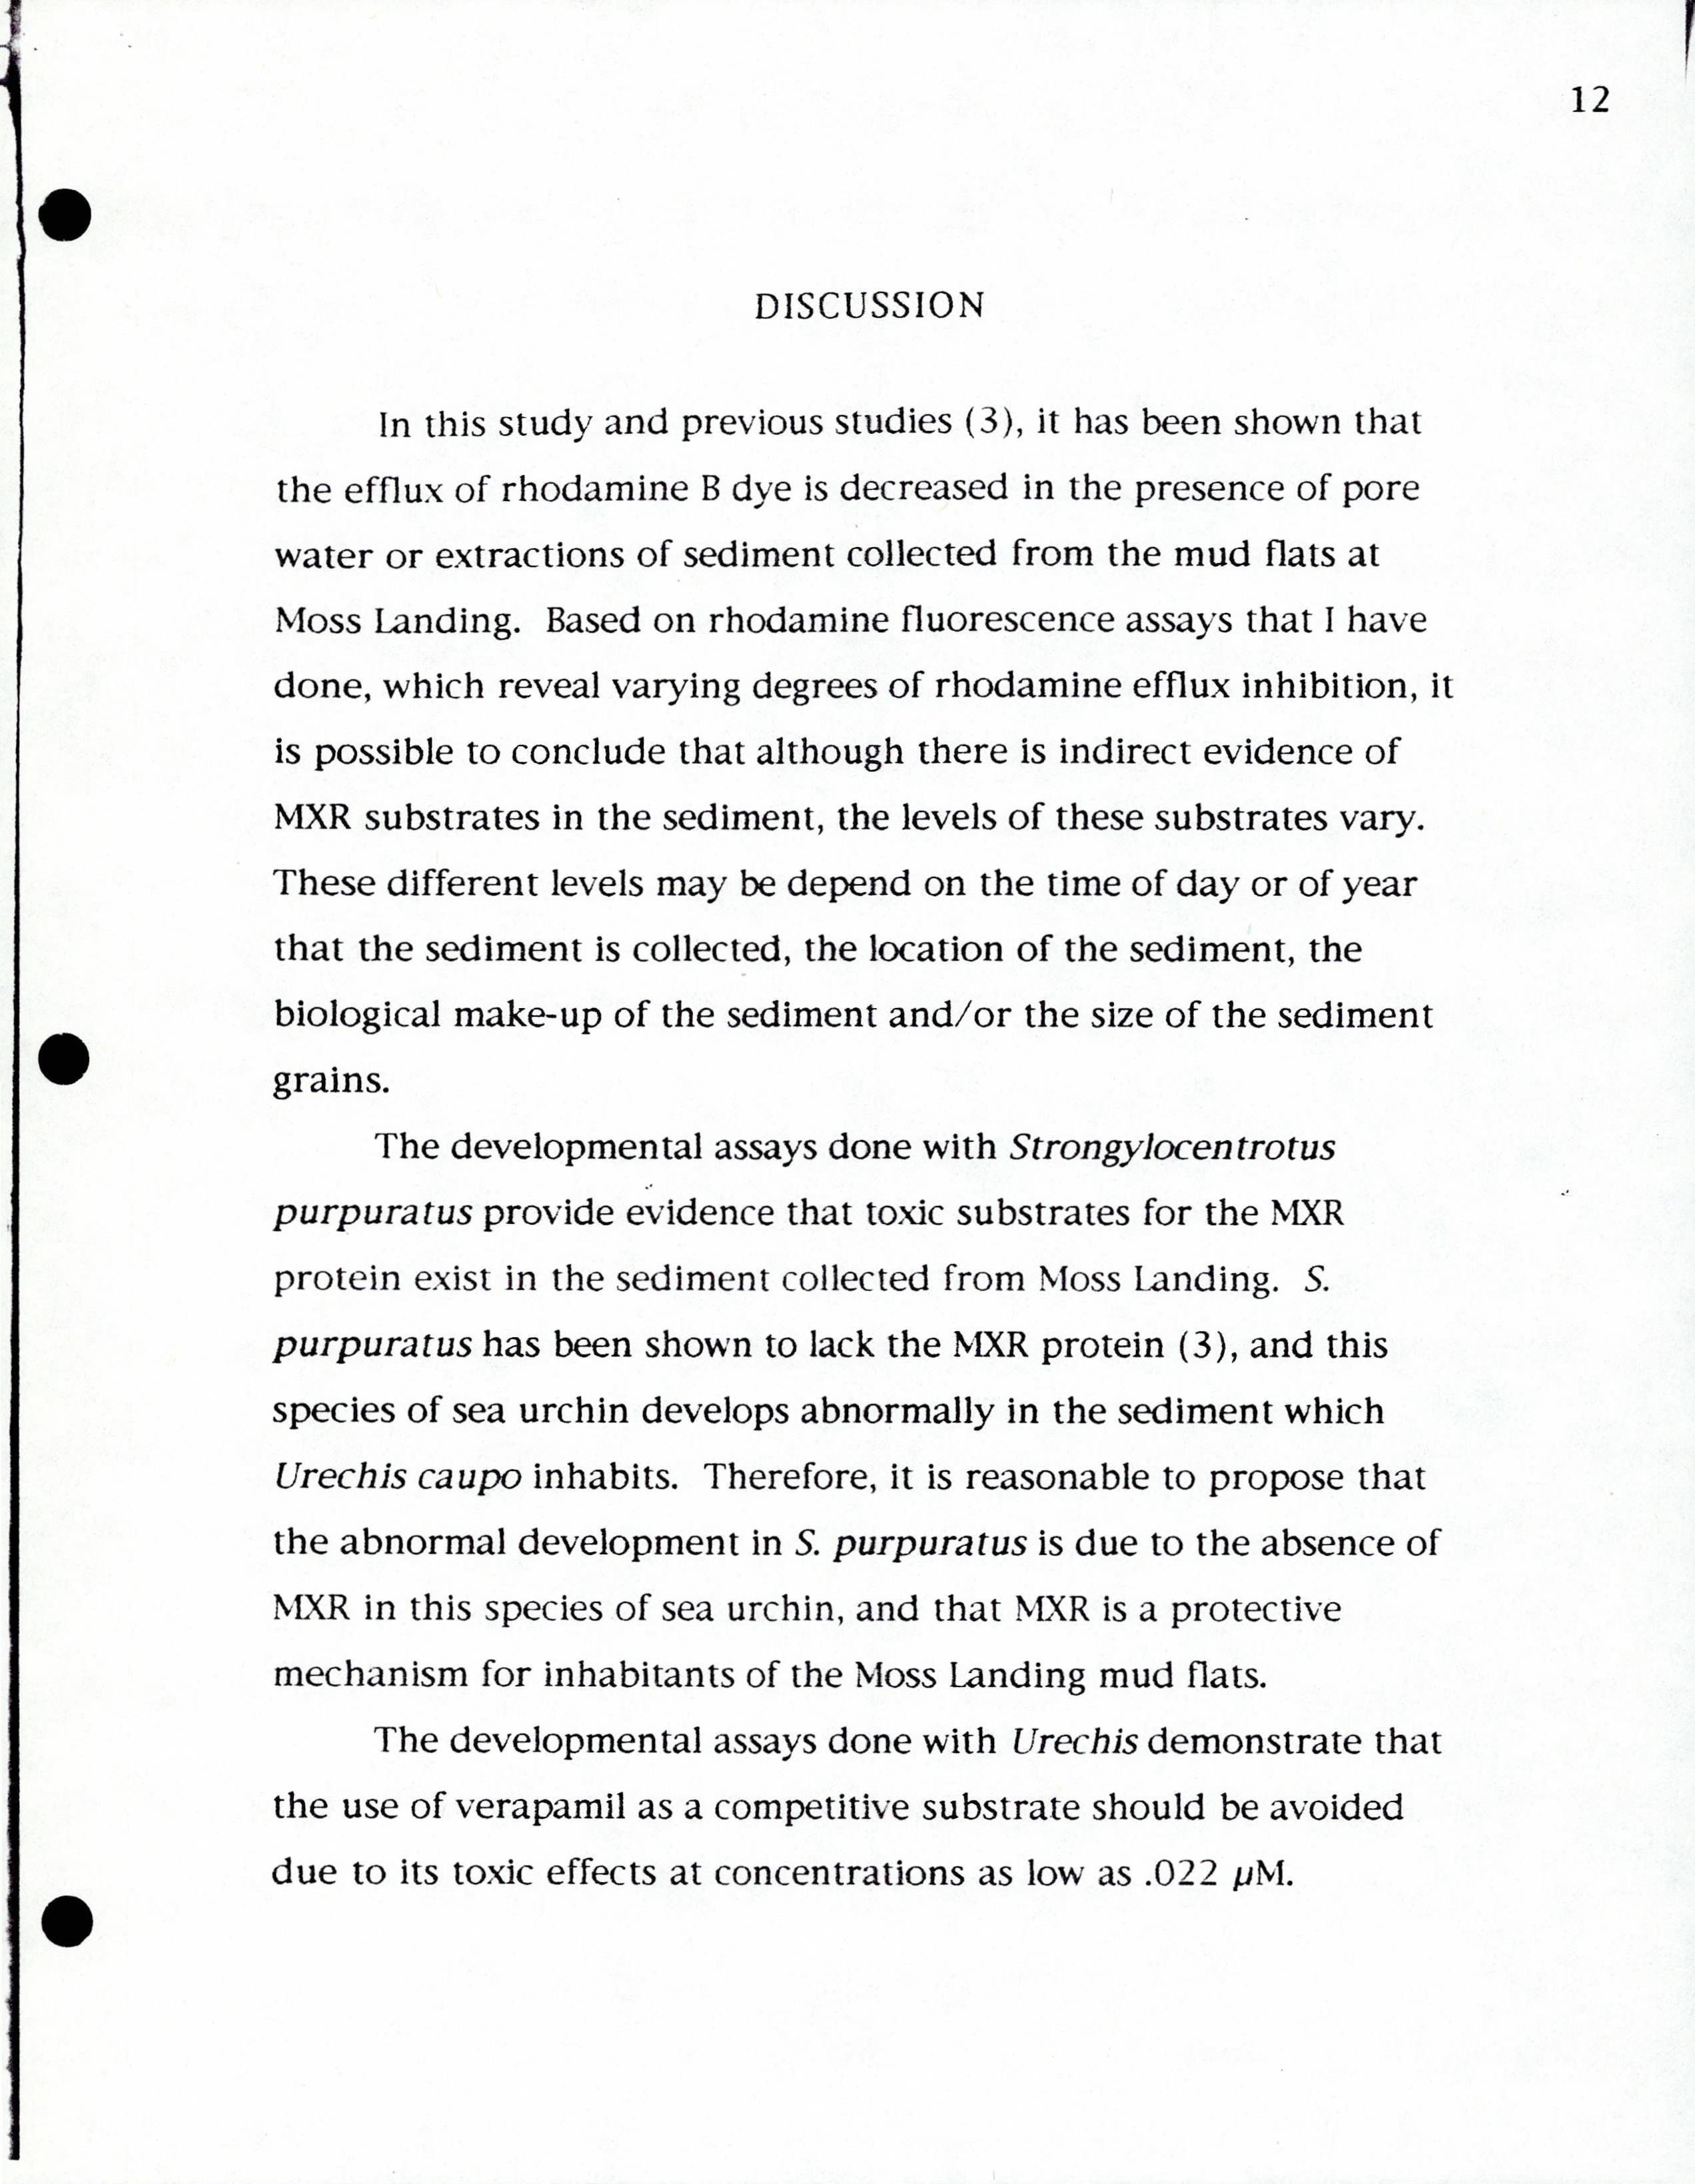 12
DISCUSSION
In this study and previous studies (3), it has been shown that
the efflux of rhodamine B dye is decreased in the presence of pore
water or extractions of sediment collected from the mud flats at
Moss Landing. Based on rhodamine fluorescence assays that I have
done, which reveal varying degrees of rhodamine efflux inhibition, it
is possible to conclude that although there is indirect evidence of
MXR substrates in the sediment, the levels of these substrates vary.
These different levels may be depend on the time of day or of year
that the sediment is collected, the location of the sediment, the
biological make-up of the sediment and/or the size of the sediment
grains.
The developmental assays done with Strongylocentrotus
purpuratus provide evidence that toxic substrates for the MXR
protein exist in the sediment collected from Moss Landing. S.
purpuratus has been shown to lack the MXR protein (3), and this
species of sea urchin develops abnormally in the sediment which
Urechis caupo inhabits. Therefore, it is reasonable to propose that
the abnormal development in S. purpuratus is due to the absence of
MXR in this species of sea urchin, and that MXR is a protective
mechanism for inhabitants of the Moss Landing mud flats.
The developmental assays done with Urechis demonstrate that
the use of verapamil as a competitive substrate should be avoided
due to its toxic effects at concentrations as low as .022 µM.